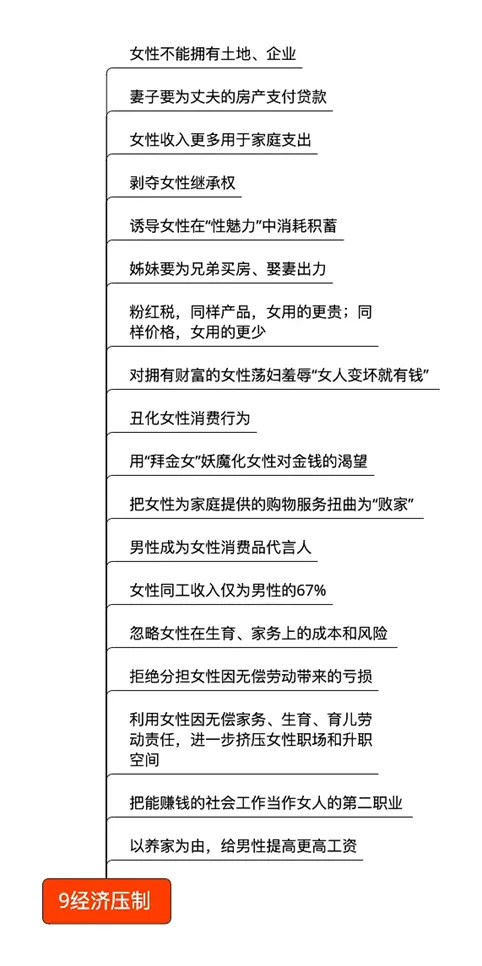 女性不能拥有土地、企业
妻子要为丈夫的房产支付贷款
女性收入更多用于家庭支出
剥夺女性继承权
诱导女性在“性魅力”中消耗积蓄
姊妹要为兄弟买房、娶妻出力
粉红税，同样产品，女用的更贵；同
样价格，女用的更少
对拥有财富的女性荡妇羞辱“女人变坏就有钱”
丑化女性消费行为
用“拜金女”妖魔化女性对金钱的渴望
把女性为家庭提供的购物服务扭曲为“败家”
男性成为女性消费品代言人
女性同工收入仅为男性的67%
忽略女性在生育、家务上的成本和风险
拒绝分担女性因无偿劳动带来的亏损
利用女性因无偿家务、生育、育儿劳
动责任，进一步挤压女性职场和升职
空间
把能赚钱的社会工作当作女人的第二职业
以养家为由，给男性提高更高工资
9经济压制